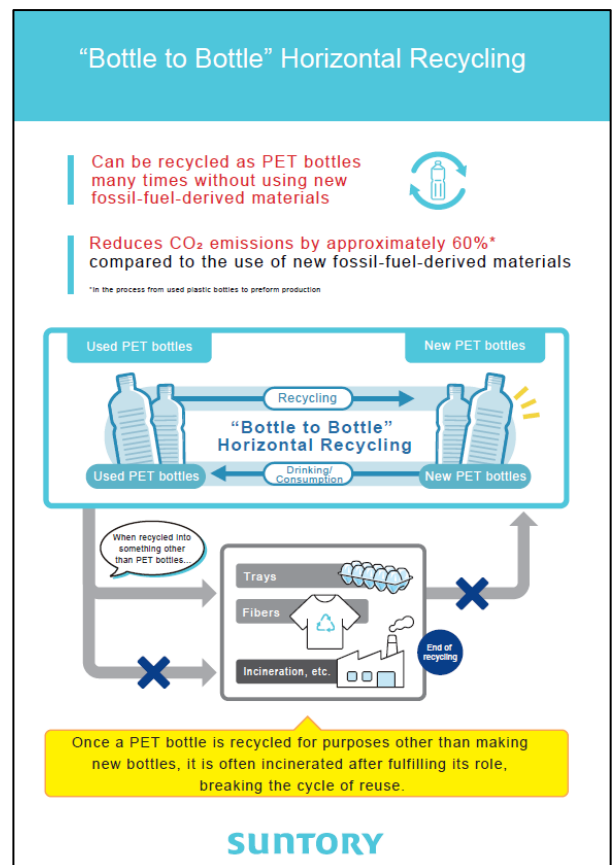 “Bottle to Bottle” Horizontal Recycling
Can be recycled as PET bottles
many times without using new
fossil-fuel-derived materials
Reduces CO₂ emissions by approximately 60%*
compared to the use of new fossil-fuel-derived materials
*In the process from used plastic bottles to preform production
Used PET bottles
New PET bottles
Recycling
“Bottle to Bottle”
Horizontal Recycling
Used PET bottles
Drinking/
Consumption
New PET bottles
When recycled into
something other
than PET bottles...
Trays
Fibers
Incineration, etc.
End of
recycling
Once a PET bottle is recycled for purposes other than making
new bottles, it is often incinerated after fulfilling its role,
breaking the cycle of reuse.
SUNTORY